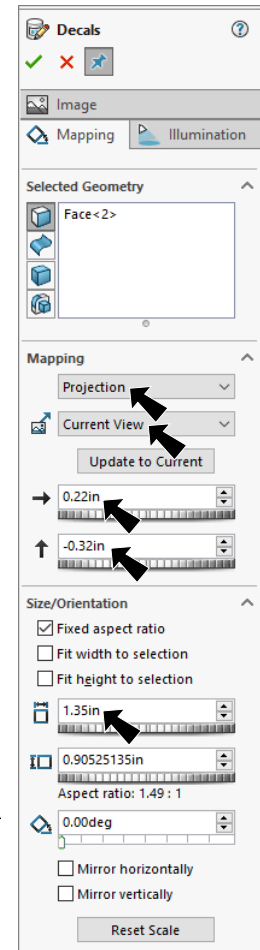 Decals
Image
Mapping
Illumination
Selected Geometry
Face<2>
Mapping
Projection
Current View
Update to Current
0.22in
-0.32in
Size/Orientation
Fixed aspect ratio
Fit width to selection
Fit height to selection
1.35in
0.90525135in
Aspect ratio: 1.49 : 1
0.00deg
Mirror horizontally
Mirror vertically
Reset Scale